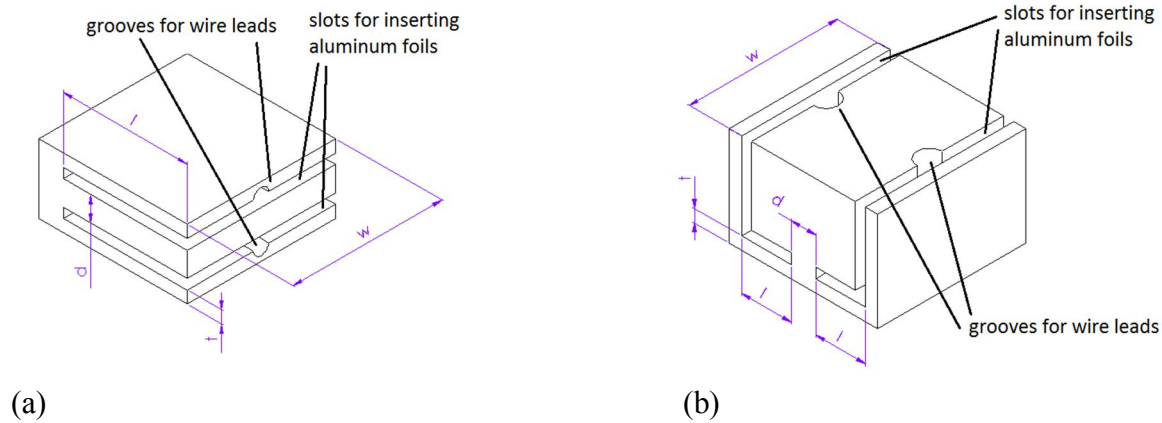 grooves for wire leads
slots for inserting
aluminum foils
l
w
d
t
(a)
slots for inserting
aluminum foils
w
t
d
l
l
grooves for wire leads
(b)